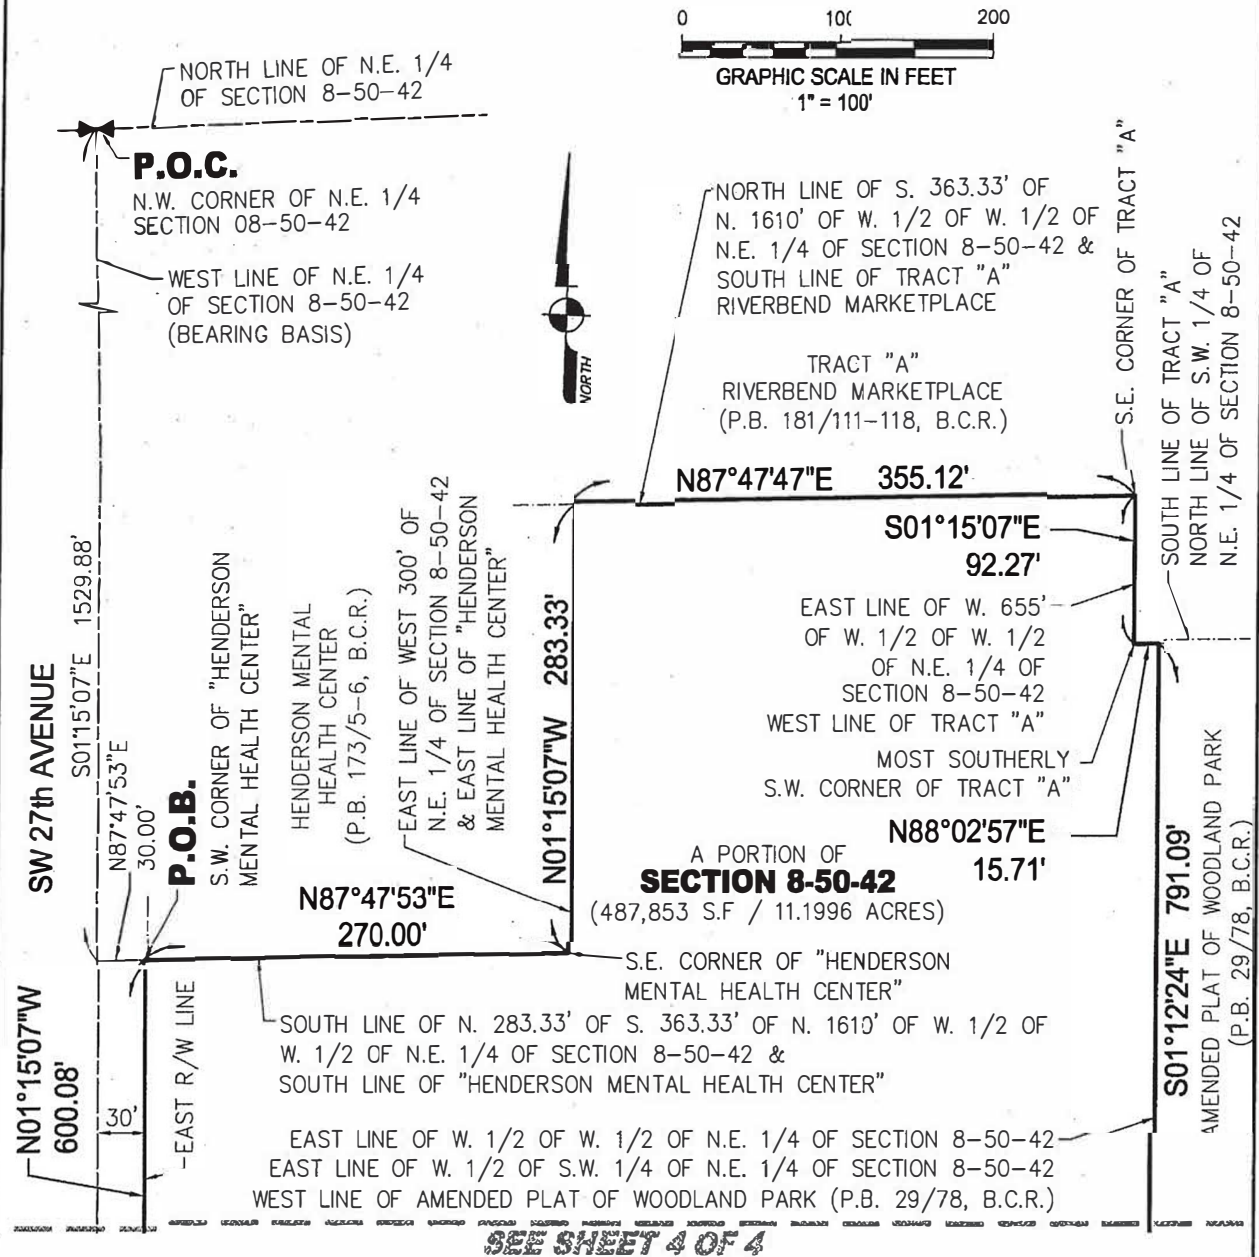 0 100 200
GRAPHIC SCALE IN FEET
1" = 100'
NORTH LINE OF N.E. 1/4
OF SECTION 8-50-42
P.O.C.
N.W. CORNER OF N.E. 1/4
SECTION 08-50-42
WEST LINE OF N.E. 1/4
OF SECTION 8-50-42
(BEARING BASIS)
NORTH
NORTH LINE OF S. 363.33' OF
N. 1610' OF W. 1/2 OF W. 1/2 OF
N.E. 1/4 OF SECTION 8-50-42 &
SOUTH LINE OF TRACT "A"
RIVERBEND MARKETPLACE
TRACT "A"
RIVERBEND MARKETPLACE
(P.B. 181/111-118, B.C.R.)
S.E. CORNER OF TRACT "A"
SOUTH LINE OF TRACT "A"
NORTH LINE OF S.W. 1/4 OF
N.E. 1/4 OF SECTION 8-50-42
N87°47'47"E 355.12'
S01°15'07"E
92.27'
EAST LINE OF W. 655'
OF W. 1/2 OF W. 1/2
OF N.E. 1/4 OF
SECTION 8-50-42
WEST LINE OF TRACT "A"
MOST SOUTHERLY
S.W. CORNER OF TRACT "A"
N88°02'57"E
15.71'
SW 27th AVENUE
S01°15'07"E 1529.88'
N87°47'53"E
30.00'
P.O.B.
S.W. CORNER OF "HENDERSON
MENTAL HEALTH CENTER"
HENDERSON MENTAL
HEALTH CENTER
(P.B. 173/5-6, B.C.R.)
EAST LINE OF WEST 300' OF
N.E. 1/4 OF SECTION 8-50-42
& EAST LINE OF "HENDERSON
MENTAL HEALTH CENTER"
N01°15'07"W 283.33'
N87°47'53"E
270.00'
A PORTION OF
SECTION 8-50-42
(487,853 S.F / 11.1996 ACRES)
S.E. CORNER OF "HENDERSON
MENTAL HEALTH CENTER"
S01°12'24"E 791.09'
AMENDED PLAT OF WOODLAND PARK
(P.B. 29/78, B.C.R.)
N01°15'07"W
600.08'
30'
EAST R/W LINE
SOUTH LINE OF N. 283.33' OF S. 363.33' OF N. 1610' OF W. 1/2 OF
W. 1/2 OF N.E. 1/4 OF SECTION 8-50-42 &
SOUTH LINE OF "HENDERSON MENTAL HEALTH CENTER"
EAST LINE OF W. 1/2 OF W. 1/2 OF N.E. 1/4 OF SECTION 8-50-42
EAST LINE OF W. 1/2 OF S.W. 1/4 OF N.E. 1/4 OF SECTION 8-50-42
WEST LINE OF AMENDED PLAT OF WOODLAND PARK (P.B. 29/78, B.C.R.)
SEE SHEET 4 OF 4